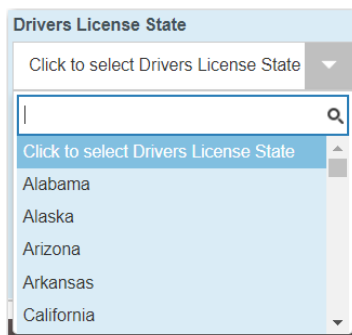 Drivers License State
Click to select Drivers License State
Click to select Drivers License State
Alabama
Alaska
Arizona
Arkansas
California